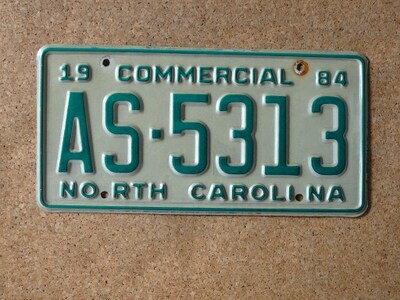 19 COMMERCIAL 84
AS·5313
NORTH CAROLINA